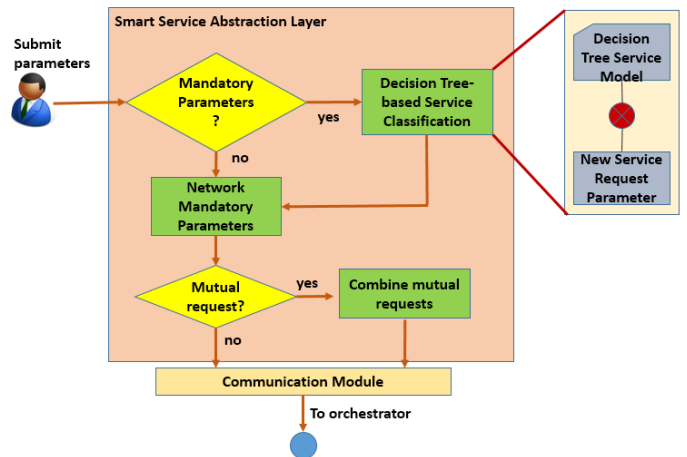 Smart Service Abstraction Layer
Submit
parameters
Mandatory
Parameters
?
yes
no
Decision Tree-
based Service
Classification
Decision
Tree Service
Model
New Service
Request
Parameter
Network
Mandatory
Parameters
Mutual
request?
yes
no
Combine mutual
requests
Communication Module
To orchestrator